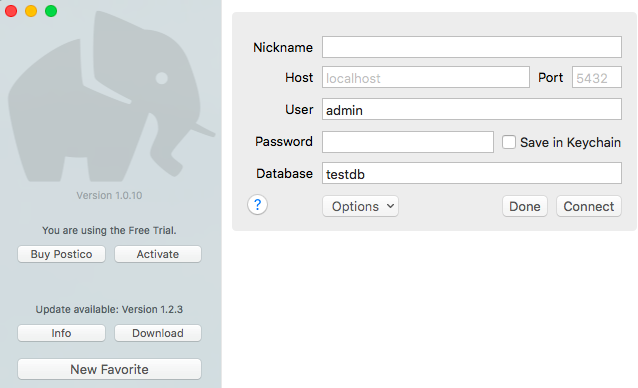 Version 1.0.10
You are using the Free Trial.
Buy Postico Activate
Update available: Version 1.2.3
Info Download
New Favorite
Nickname
Host localhost Port 5432
User admin
Password Save in Keychain
Database testdb
? Options Done Connect